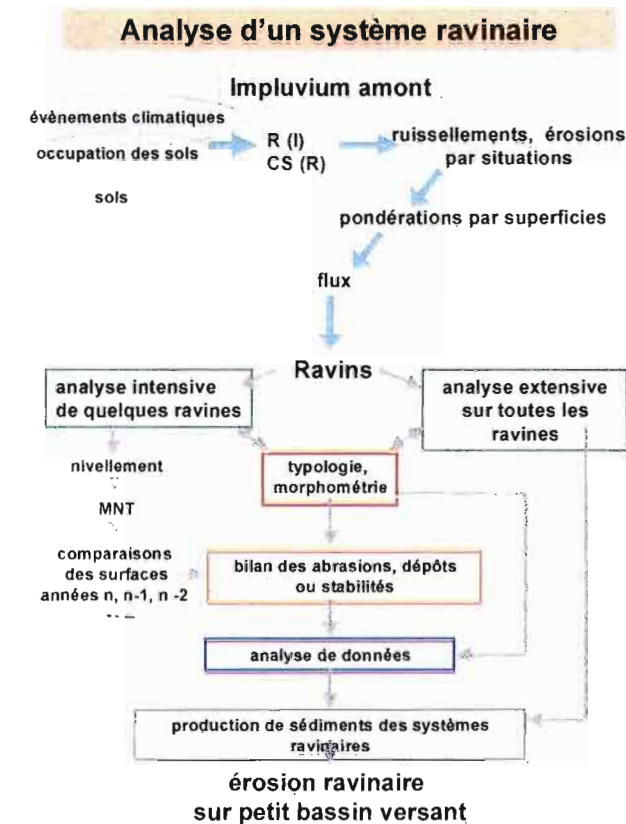 Analyse d'un système ravinaire
Impluvium amont
évènements climatiques
occupation des sols
sols
R (I)
CS (R)
ruissellements, érosions
par situations
pondérations par superficies
flux
Ravins
analyse intensive
de quelques ravines
analyse extensive
sur toutes les
ravines
nivellement
MNT
comparaisons
des surfaces
années n, n-1, n -2
typologie,
morphométrie
bilan des abrasions, dépôts
ou stabilités
analyse de données
production de sédiments des systèmes
ravinaires
érosion ravinaire
sur petit bassin versant